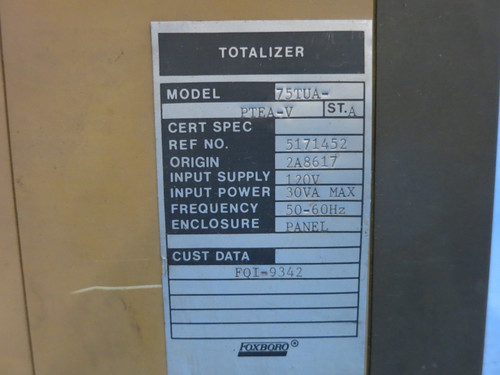 TOTALIZER
MODEL 75TUA-
PTEA-V ST. A
CERT SPEC
REF NO. 5171452
ORIGIN 2A8617
INPUT SUPPLY 120V
INPUT POWER 30VA MAX
FREQUENCY 50-60Hz
ENCLOSURE PANEL
CUST DATA
FQI-9342
FOXBORO®